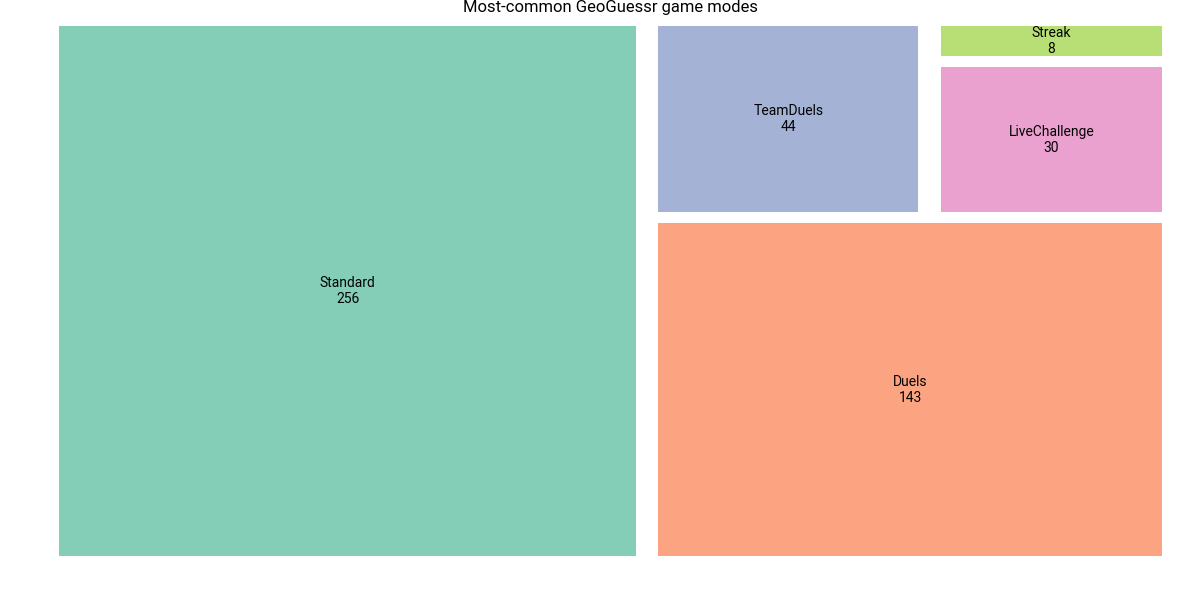 Most-common GeoGuessr game modes
Standard
256
TeamDuels
44
Streak
8
LiveChallenge
30
Duels
143